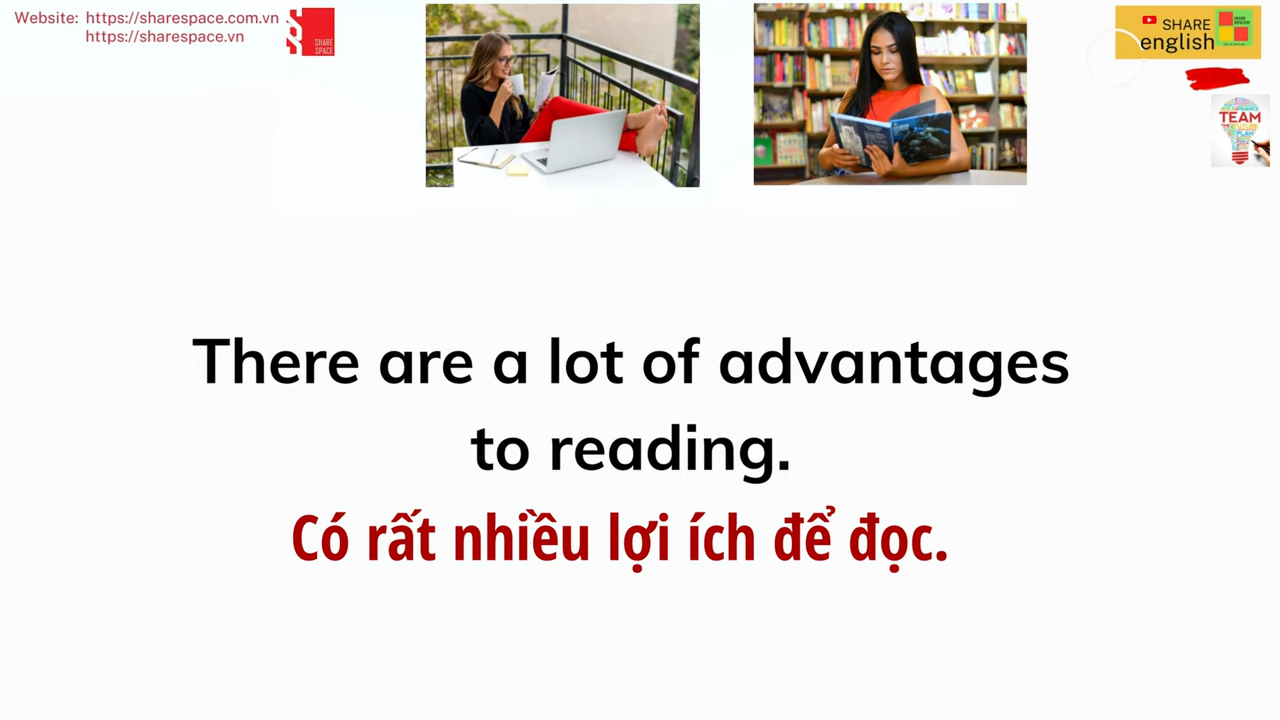 Website: https://sharespace.com.vn
https://sharespace.vn
SHARE
SPACE
SHARE
english
TEAM
There are a lot of advantages
to reading.
Có rất nhiều lợi ích để đọc.